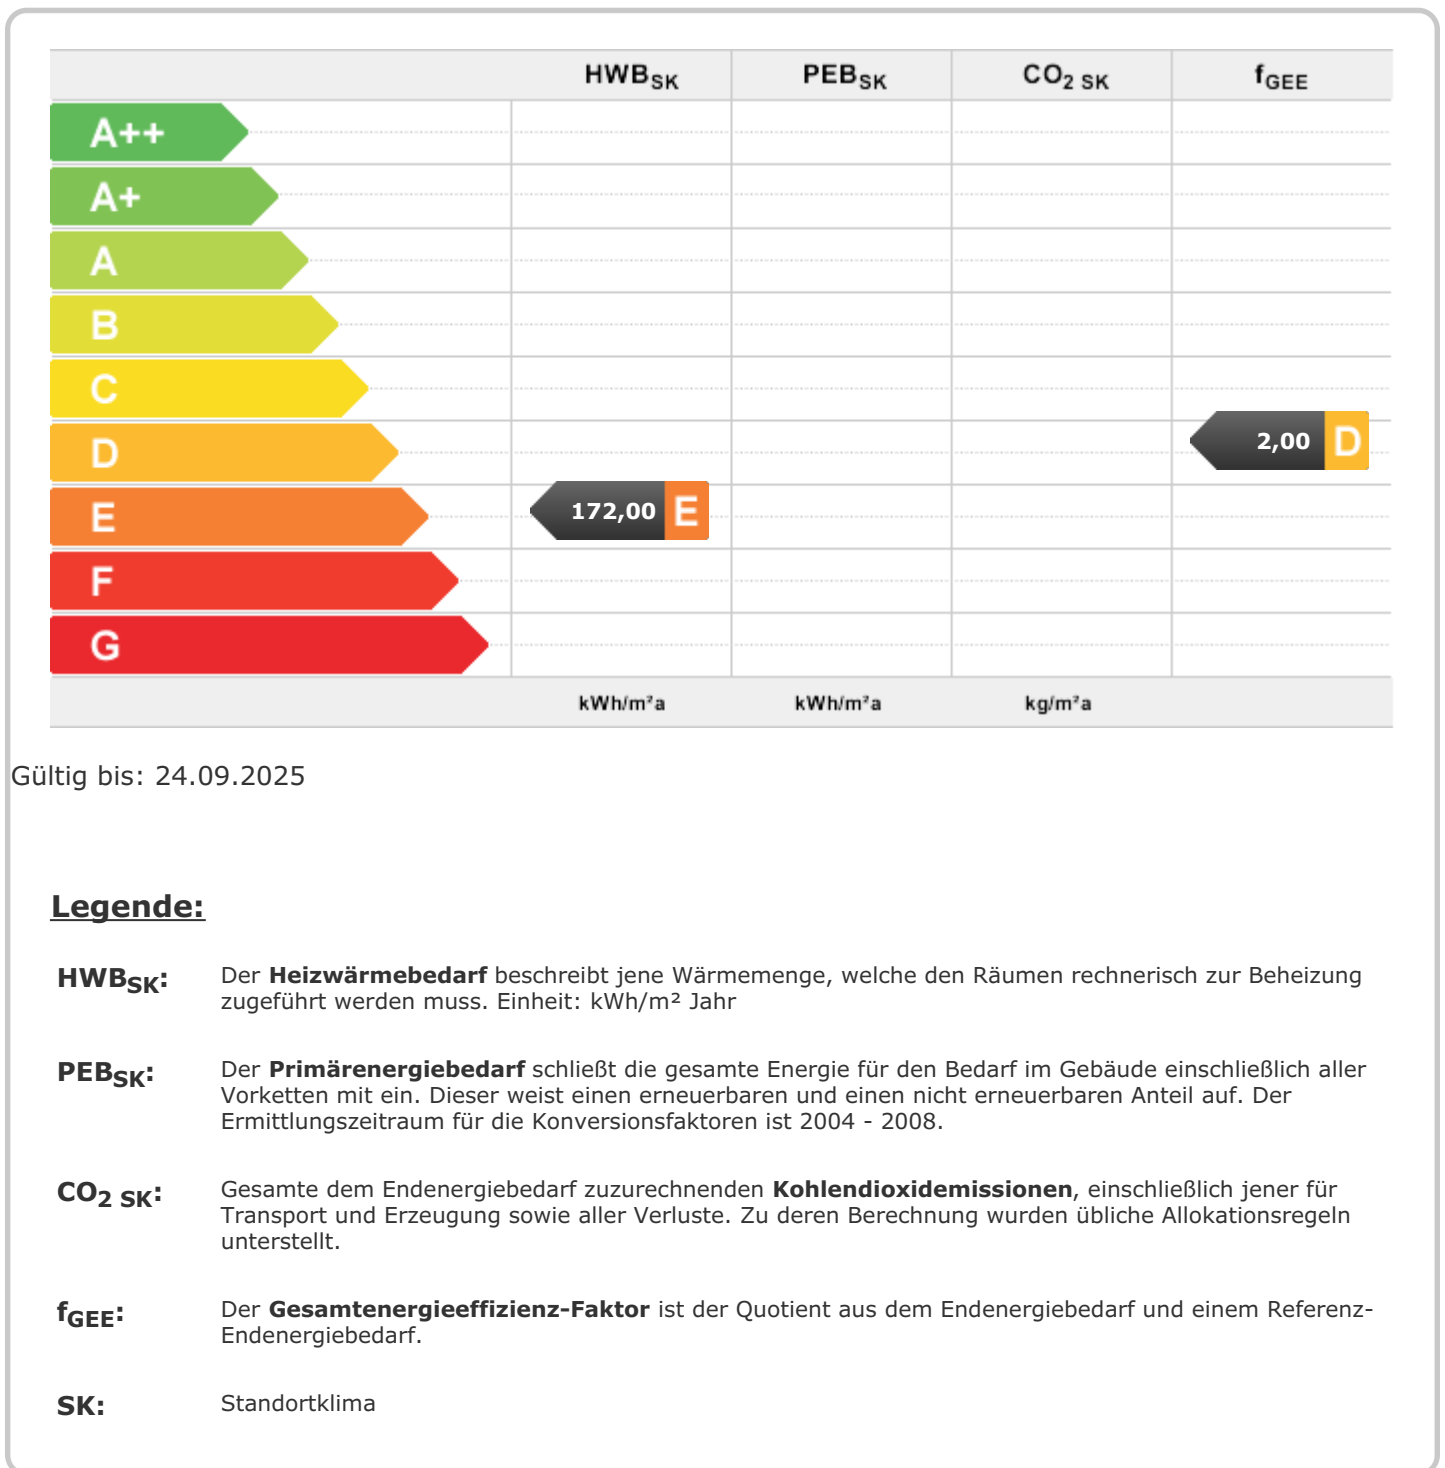 HWBSK PEBSK CO2 SK fGEE
A++
A+
A
B
C
D 2,00 D
E 172,00 E
F
G
kWh/m²a kWh/m²a kg/m²a
Gültig bis: 24.09.2025
Legende:
HWBSK: Der Heizwärmebedarf beschreibt jene Wärmemenge, welche den Räumen rechnerisch zur Beheizung
zugeführt werden muss. Einheit: kWh/m² Jahr
PEBSK: Der Primärenergiebedarf schließt die gesamte Energie für den Bedarf im Gebäude einschließlich aller
Vorketten mit ein. Dieser weist einen erneuerbaren und einen nicht erneuerbaren Anteil auf. Der
Ermittlungszeitraum für die Konversionsfaktoren ist 2004 - 2008.
CO2 SK: Gesamte dem Endenergiebedarf zuzurechnenden Kohlendioxidemissionen, einschließlich jener für
Transport und Erzeugung sowie aller Verluste. Zu deren Berechnung wurden übliche Allokationsregeln
unterstellt.
fGEE: Der Gesamtenergieeffizienz-Faktor ist der Quotient aus dem Endenergiebedarf und einem Referenz-
Endenergiebedarf.
SK: Standortklima